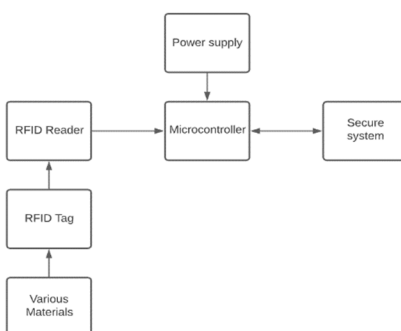 Power supply
RFID Reader
Microcontroller
Secure
system
RFID Tag
Various
Materials